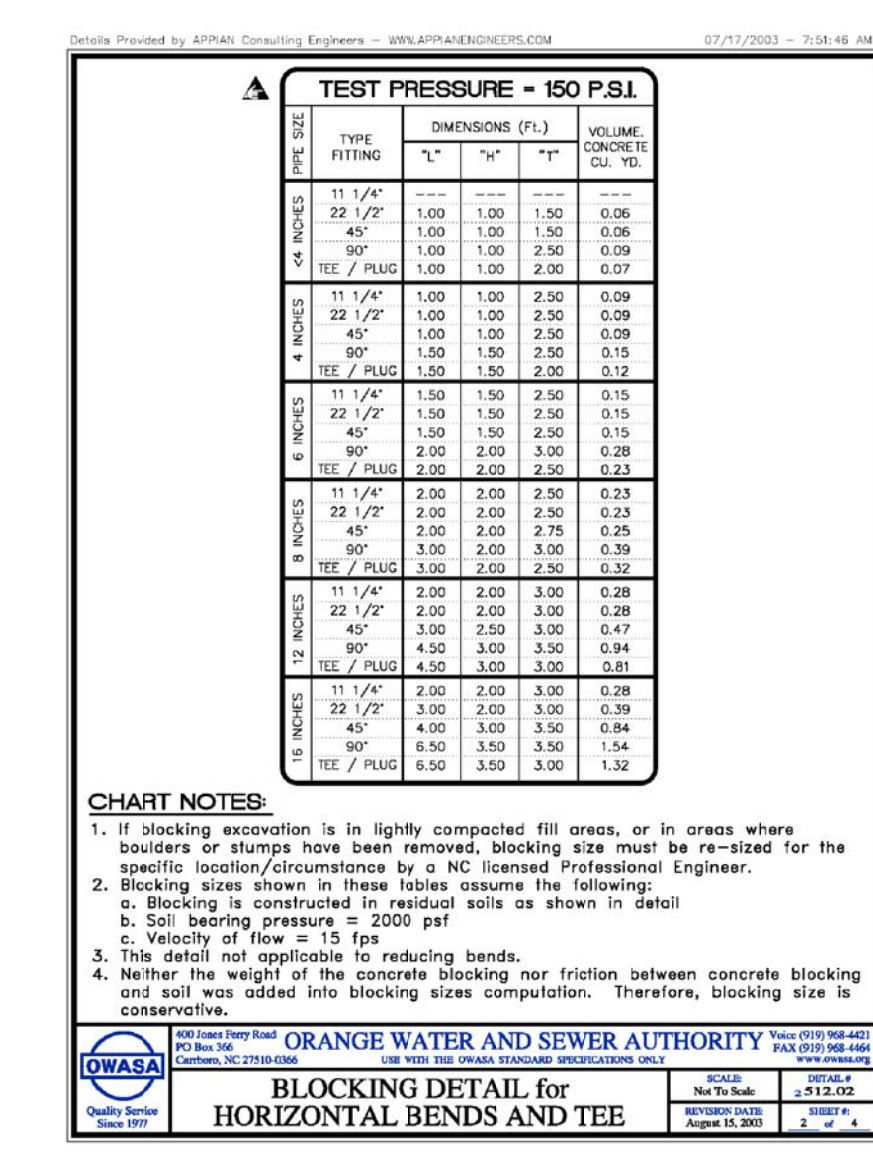 Details Provided by APPIAN Consulting Engineers – WWW.APPIANENGINEERS.COM 07/17/2003 – 7:51:46 AM
TEST PRESSURE = 150 P.S.I.
PIPE SIZE
TYPE FITTING
DIMENSIONS (Ft.)
"L" "H" "T"
VOLUME. CONCRETE CU. YD.
<4 INCHES
11 1/4° --- --- --- ---
22 1/2° 1.00 1.00 1.50 0.06
45° 1.00 1.00 1.50 0.06
90° 1.00 1.00 2.50 0.09
TEE / PLUG 1.00 1.00 2.00 0.07
4 INCHES
11 1/4° 1.00 1.00 2.50 0.09
22 1/2° 1.00 1.00 2.50 0.09
45° 1.00 1.00 2.50 0.09
90° 1.50 1.50 2.50 0.15
TEE / PLUG 1.50 1.50 2.00 0.12
6 INCHES
11 1/4° 1.50 1.50 2.50 0.15
22 1/2° 1.50 1.50 2.50 0.15
45° 1.50 1.50 2.50 0.15
90° 2.00 2.00 3.00 0.28
TEE / PLUG 2.00 2.00 2.50 0.23
8 INCHES
11 1/4° 2.00 2.00 2.50 0.23
22 1/2° 2.00 2.00 2.50 0.23
45° 2.00 2.00 2.75 0.25
90° 3.00 2.00 3.00 0.39
TEE / PLUG 3.00 2.00 2.50 0.32
12 INCHES
11 1/4° 2.00 2.00 3.00 0.28
22 1/2° 2.00 2.00 3.00 0.28
45° 3.00 2.50 3.00 0.47
90° 4.50 3.00 3.50 0.94
TEE / PLUG 4.50 3.00 3.00 0.81
16 INCHES
11 1/4° 2.00 2.00 3.00 0.28
22 1/2° 3.00 2.00 3.00 0.39
45° 4.00 3.00 3.50 0.84
90° 6.50 3.50 3.50 1.54
TEE / PLUG 6.50 3.50 3.00 1.32
CHART NOTES:
1. If blocking excavation is in lightly compacted fill areas, or in areas where
boulders or stumps have been removed, blocking size must be re-sized for the
specific location/circumstance by a NC licensed Professional Engineer.
2. Blocking sizes shown in these tables assume the following:
a. Blocking is constructed in residual soils as shown in detail
b. Soil bearing pressure = 2000 psf
c. Velocity of flow = 15 fps
3. This detail not applicable to reducing bends.
4. Neither the weight of the concrete blocking nor friction between concrete blocking
and soil was added into blocking sizes computation. Therefore, blocking size is
conservative.
OWASA
Quality Service
Since 1977
400 Jones Ferry Road
PO Box 366
Carrboro, NC 27510-0366
ORANGE WATER AND SEWER AUTHORITY
USE WITH THE OWASA STANDARD SPECIFICATIONS ONLY
Voice (919) 968-4421
FAX (919) 968-4464
www.owasa.org
BLOCKING DETAIL for
HORIZONTAL BENDS AND TEE
SCALE:
Not To Scale
DETAIL #
2 512.02
REVISION DATE:
August 15, 2003
SHEET #:
2 of 4